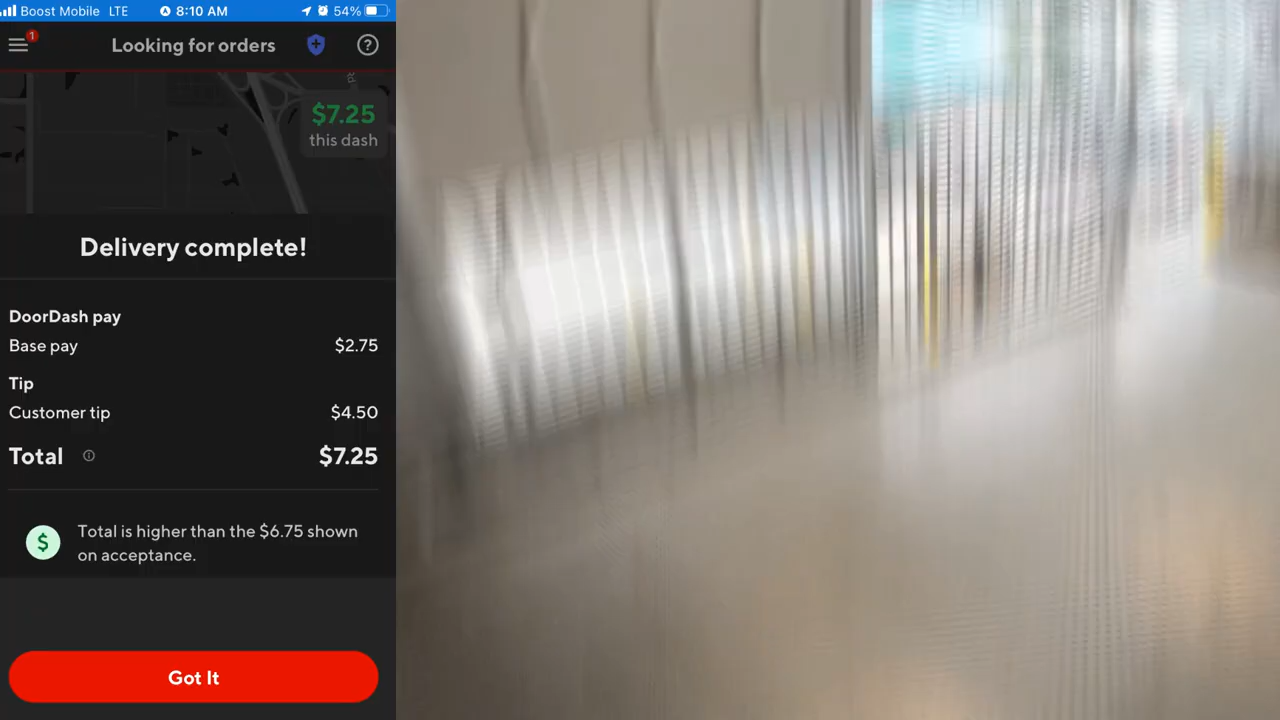 Boost Mobile LTE 8:10 AM 54%
1
Looking for orders
$7.25
this dash
Delivery complete!
DoorDash pay
Base pay $2.75
Tip
Customer tip $4.50
Total $7.25
Total is higher than the $6.75 shown
on acceptance.
Got It